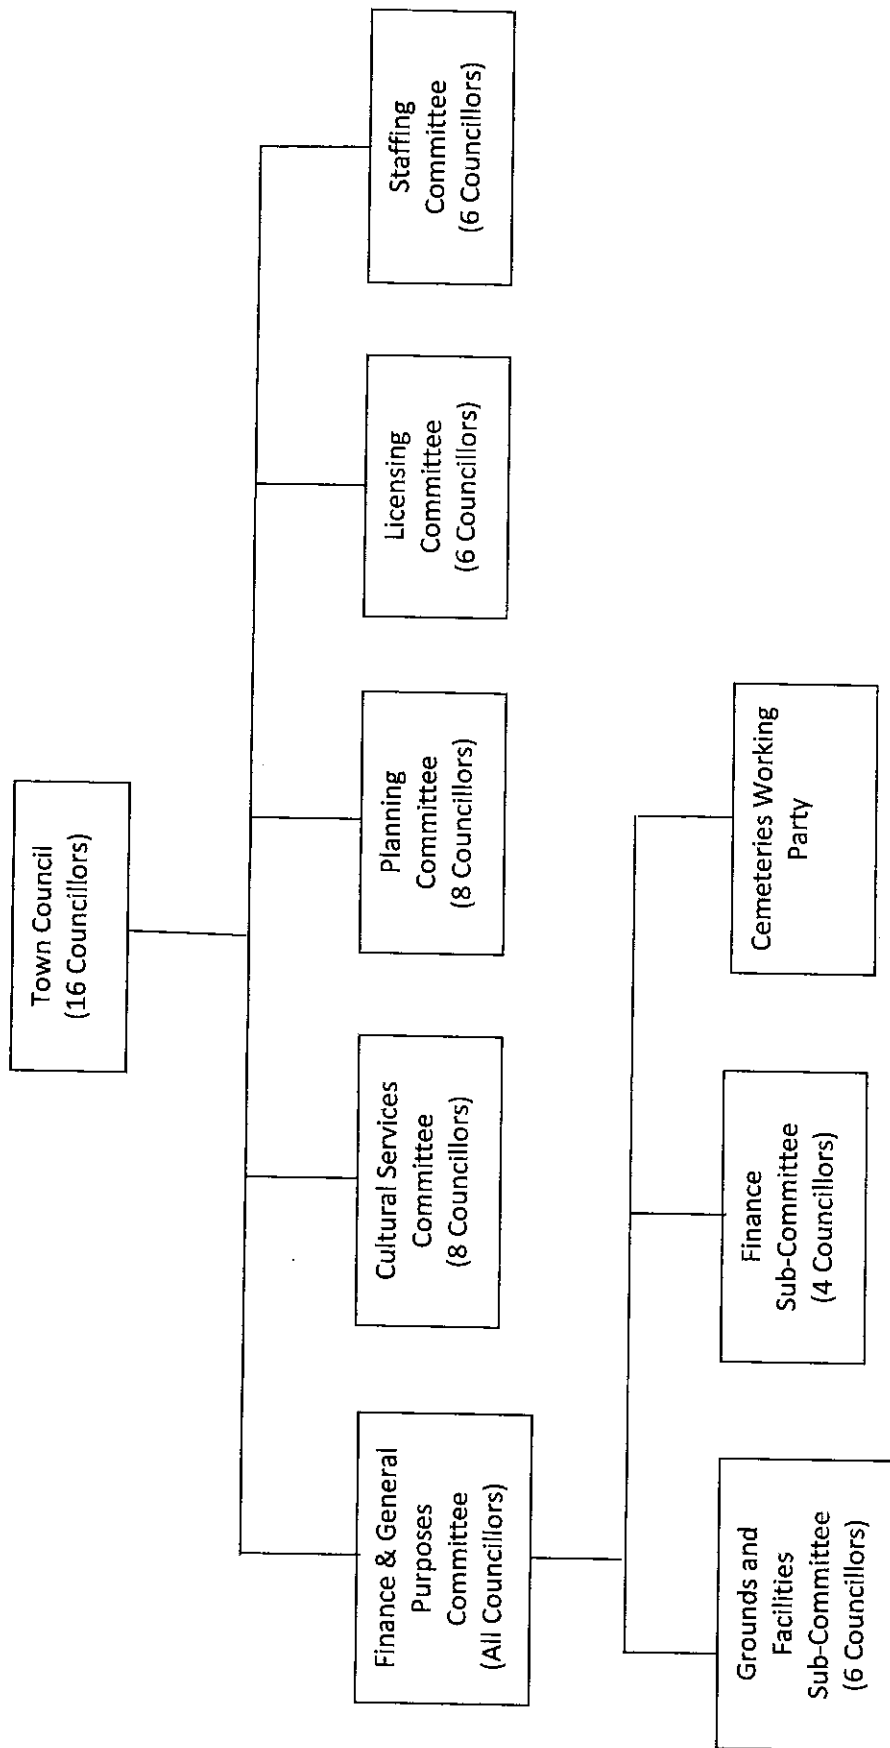 Town Council
(16 Councillors)
Finance & General
Purposes
Committee
(All Councillors)
Cultural Services
Committee
(8 Councillors)
Planning
Committee
(8 Councillors)
Licensing
Committee
(6 Councillors)
Staffing
Committee
(6 Councillors)
Grounds and
Facilities
Sub-Committee
(6 Councillors)
Finance
Sub-Committee
(4 Councillors)
Cemeteries Working
Party